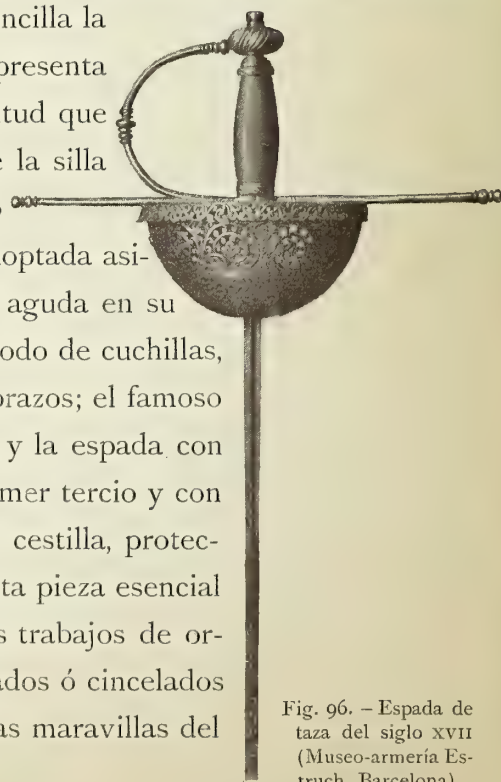 ncilla la
presenta
tud que
la silla
optada asi-
aguda en su
odo de cuchillas,
orazos; el famoso
y la espada con
mer tercio y con
cestilla, protec-
ta pieza esencial
s trabajos de or-
ados ó cincelados
as maravillas del
Fig. 96. – Espada de
taza del siglo XVII
(Museo-armería Es-
truch, Barcelona)